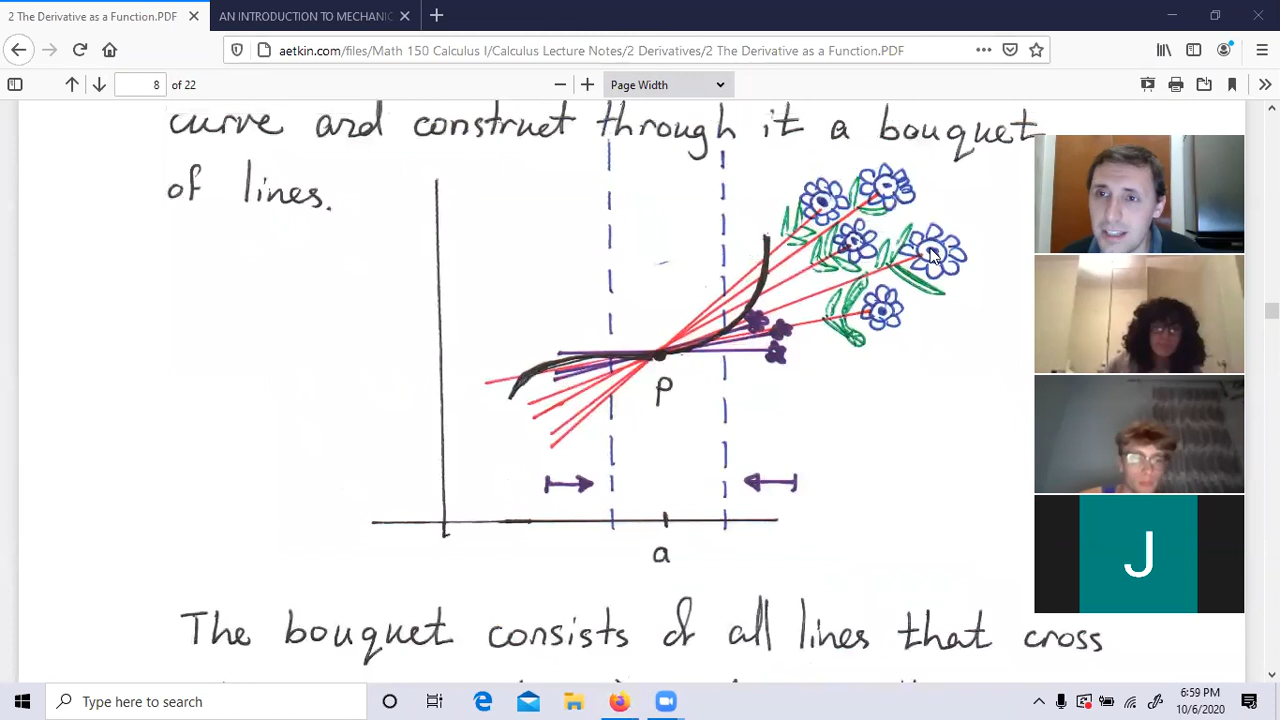 2 The Derivative as a Function.PDF
AN INTRODUCTION TO MECHANIC
aetkin.com/files/Math 150 Calculus I/Calculus Lecture Notes/2 Derivatives/2 The Derivative as a Function.PDF
8 of 22
Page Width
curve and construct through it a bouquet
of lines.
P
a
J
The bouquet consists of all lines that cross
Type here to search
6:59 PM
10/6/2020